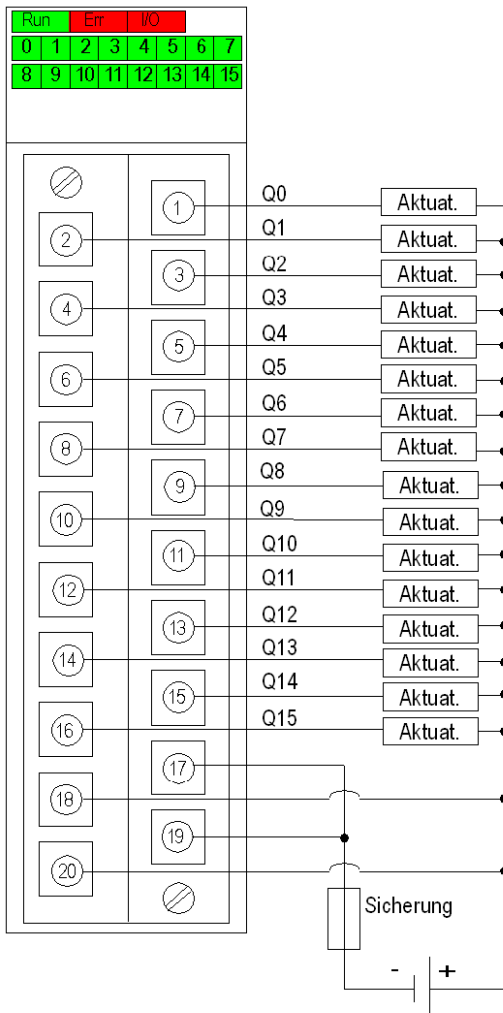 Run Err I/O
0 1 2 3 4 5 6 7
8 9 10 11 12 13 14 15
1 Q0 Aktuat.
2 Q1 Aktuat.
3 Q2 Aktuat.
4 Q3 Aktuat.
5 Q4 Aktuat.
6 Q5 Aktuat.
7 Q6 Aktuat.
8 Q7 Aktuat.
9 Q8 Aktuat.
10 Q9 Aktuat.
11 Q10 Aktuat.
12 Q11 Aktuat.
13 Q12 Aktuat.
14 Q13 Aktuat.
15 Q14 Aktuat.
16 Q15 Aktuat.
17
18
19
20
Sicherung
- +